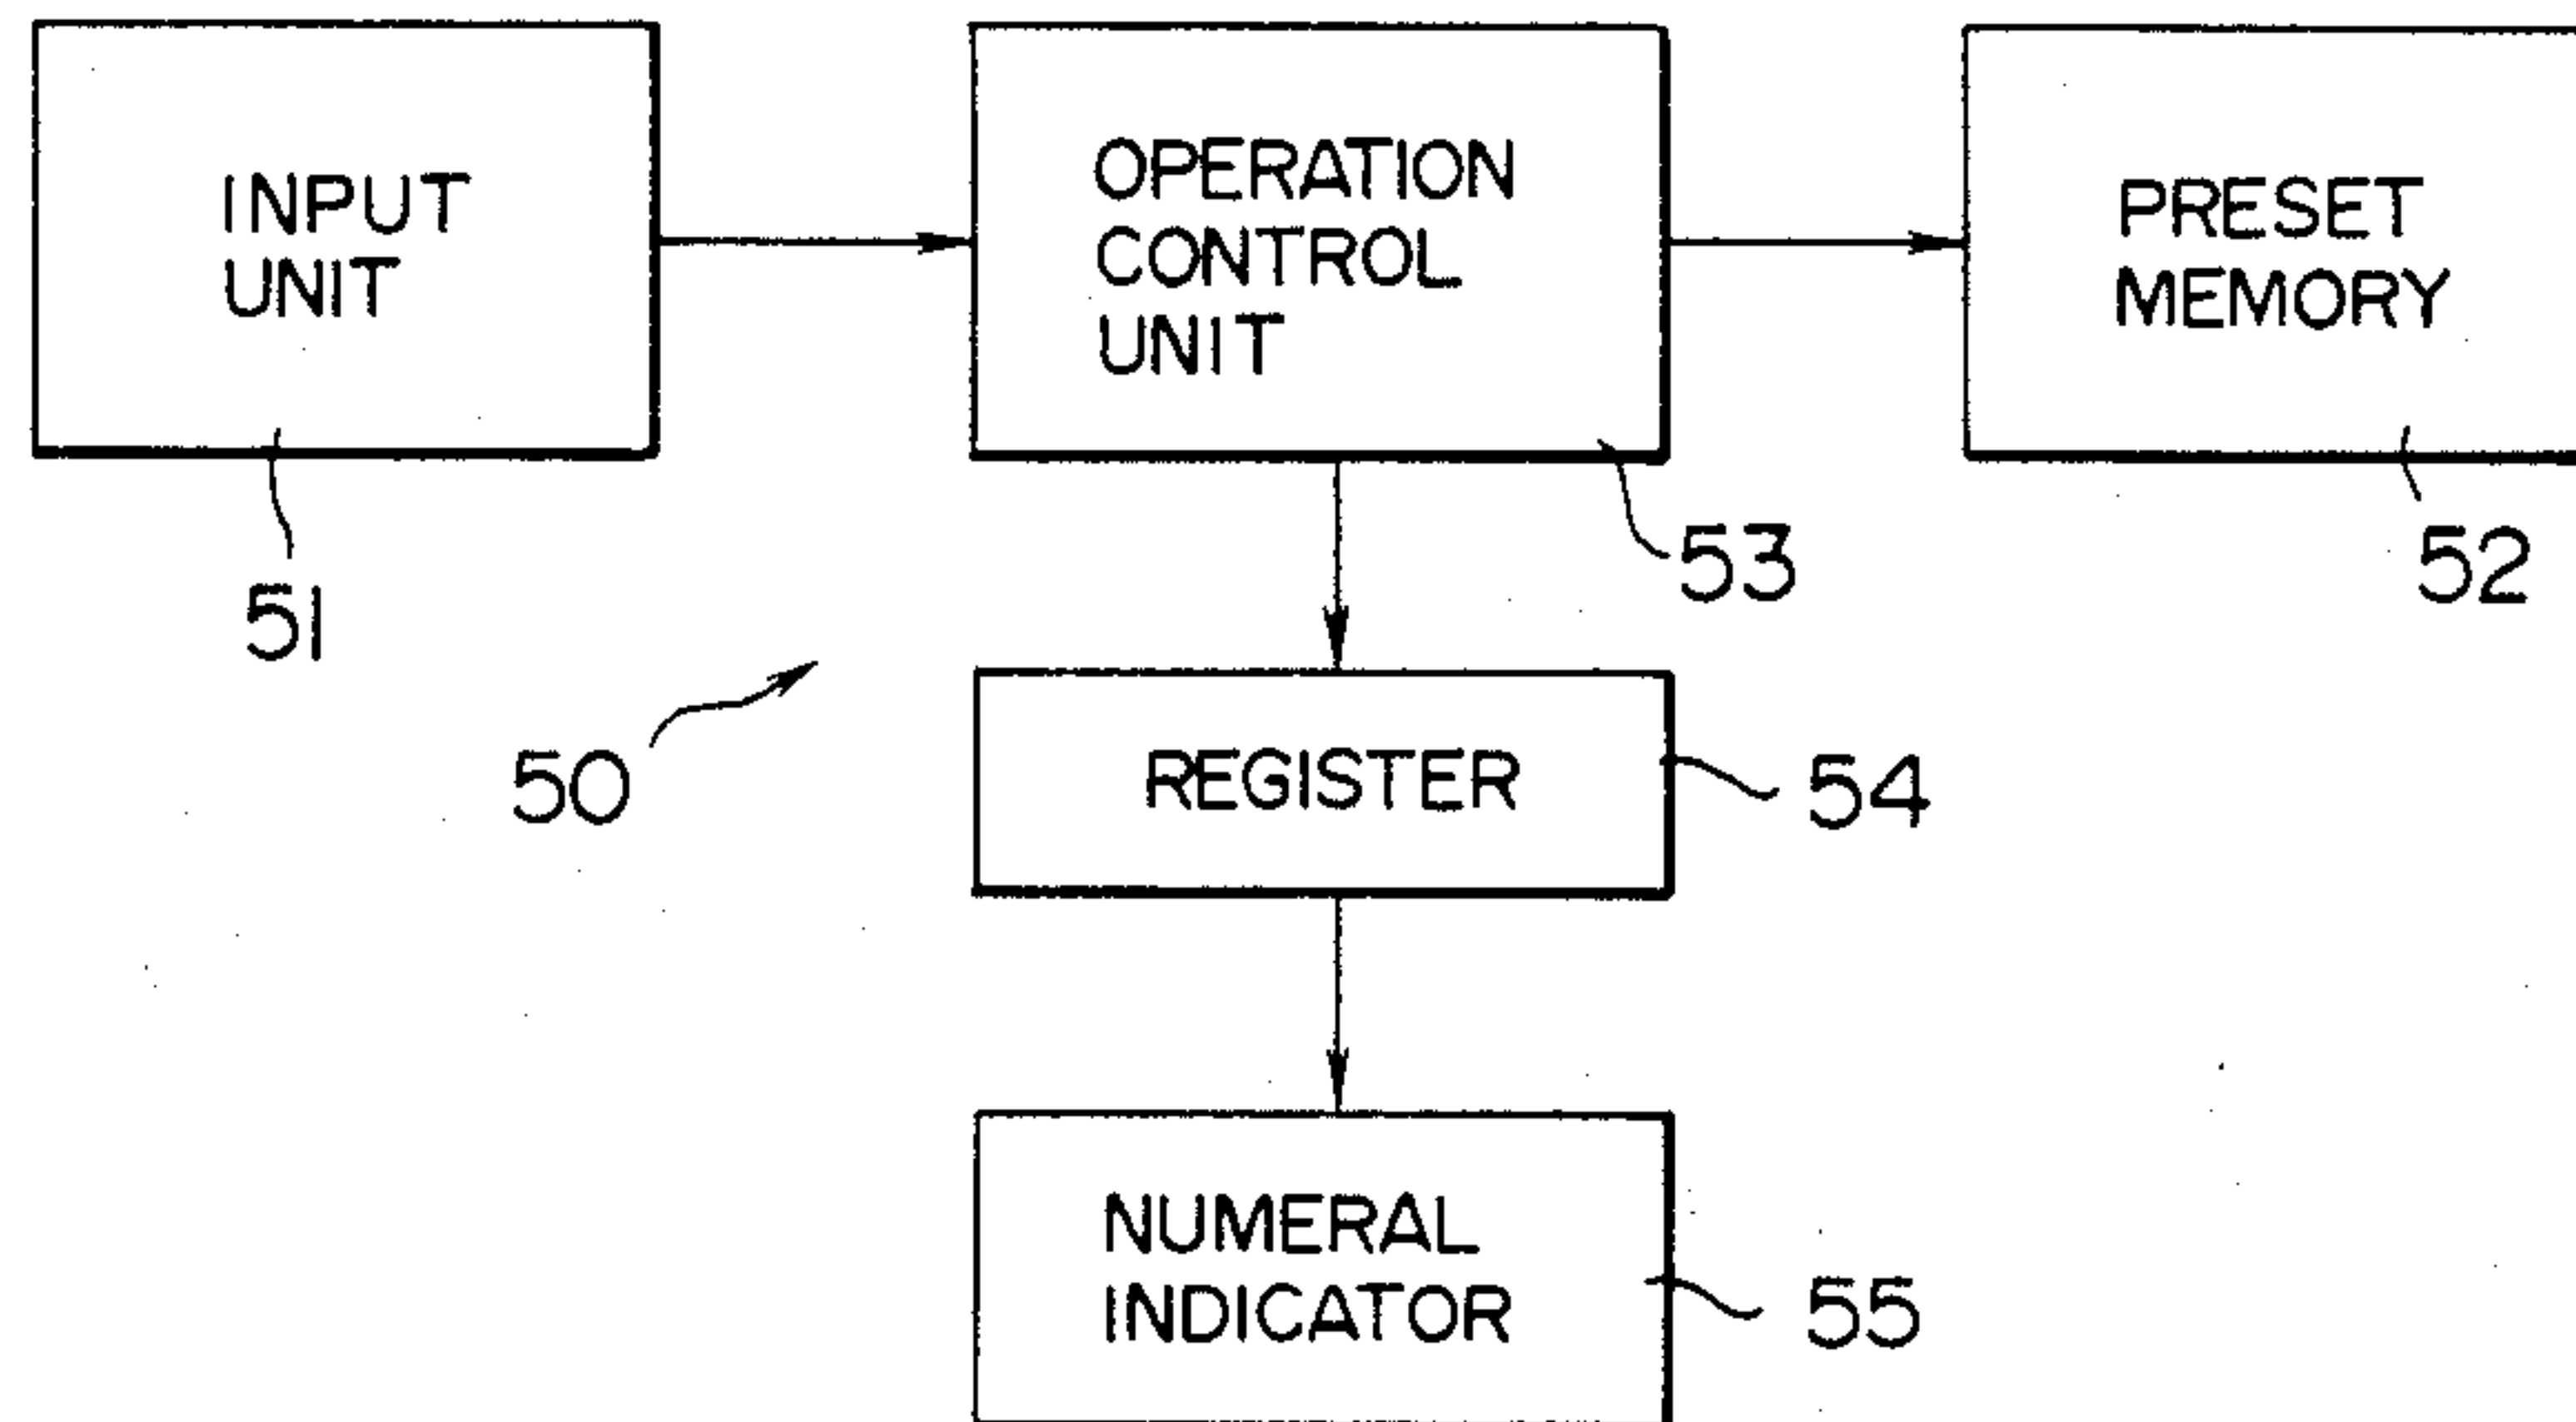 INPUT
UNIT
51
OPERATION
CONTROL
UNIT
53
PRESET
MEMORY
52
50
REGISTER
54
NUMERAL
INDICATOR
55